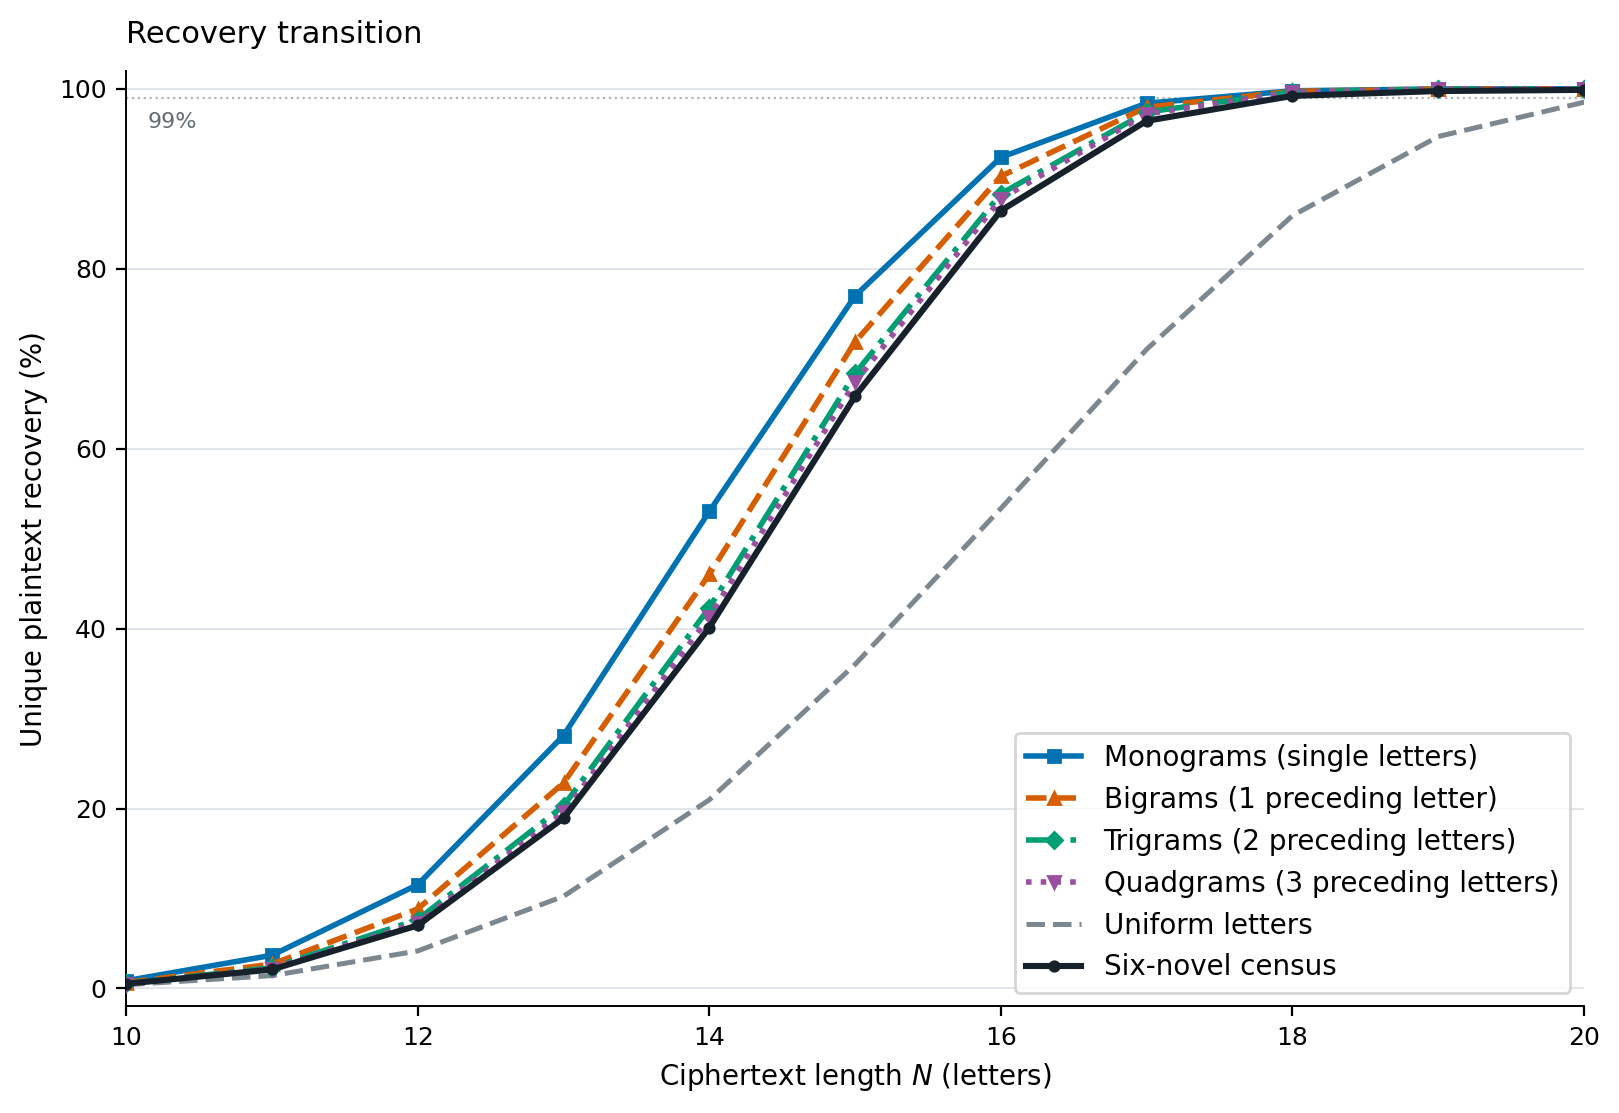 Recovery transition
100
99%
80
60
40
20
0
Unique plaintext recovery (%)
Monograms (single letters)
Bigrams (1 preceding letter)
Trigrams (2 preceding letters)
Quadgrams (3 preceding letters)
Uniform letters
Six-novel census
10 12 14 16 18 20
Ciphertext length N (letters)